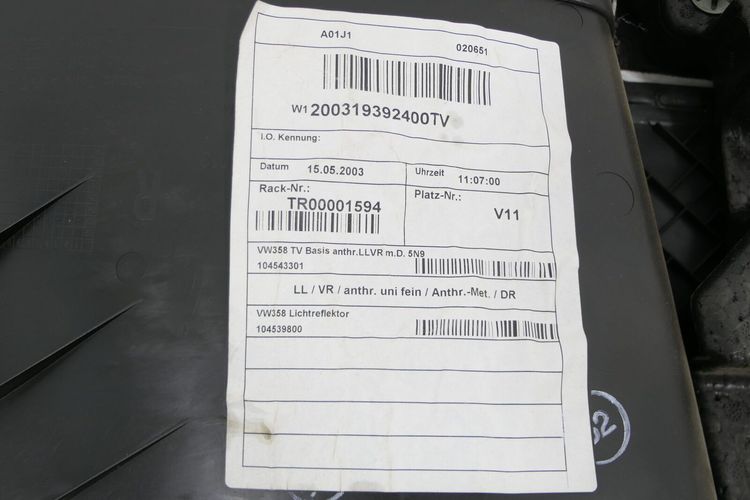 A01J1 020651
W1 200319392400TV
I.O. Kennung:
Datum 15.05.2003 Uhrzeit 11:07:00
Rack-Nr.: Platz-Nr.:
TR00001594 V11
VW358 TV Basis anthr.LLVR m.D. 5N9
104543301
LL / VR / anthr. uni fein / Anthr.-Met. / DR
VW358 Lichtreflektor
104539800